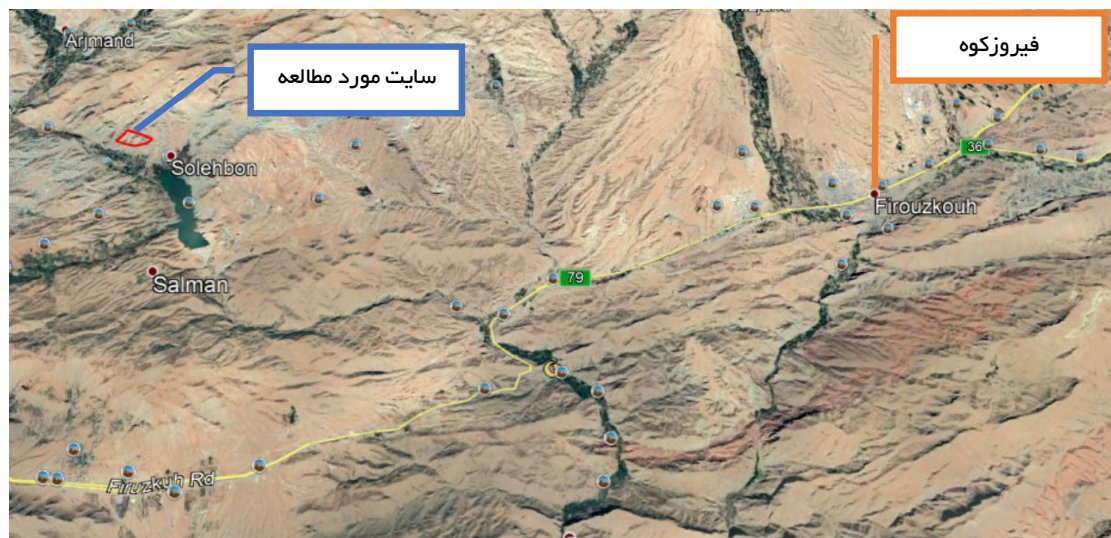 فیروزکوه
Arjmand
سایت مورد مطالعه
Solehbon
36
Firouzkouh
79
Salman
Firuzkuh Rd